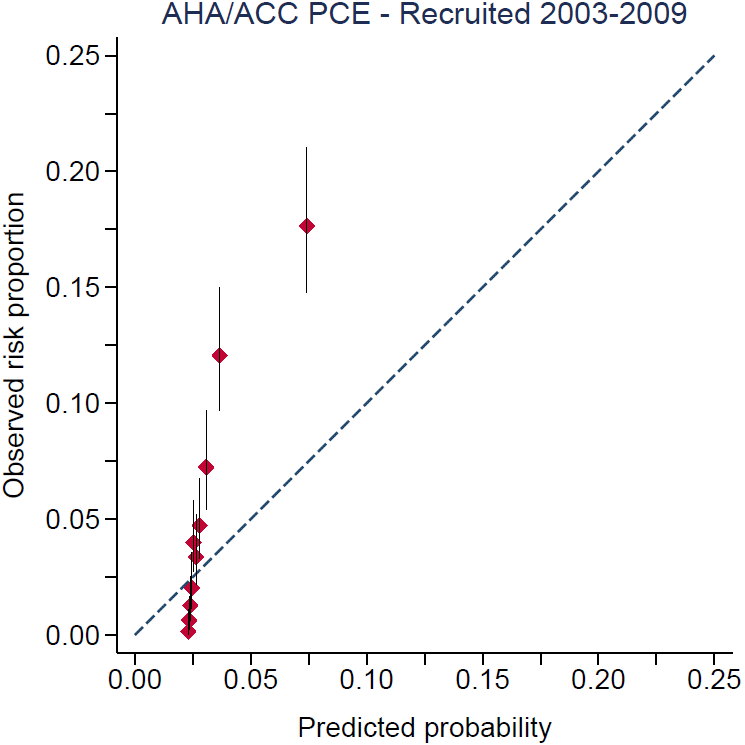 AHA/ACC PCE - Recruited 2003-2009
0.25
0.20
0.15
0.10
0.05
0.00
Observed risk proportion
0.00 0.05 0.10 0.15 0.20 0.25
Predicted probability